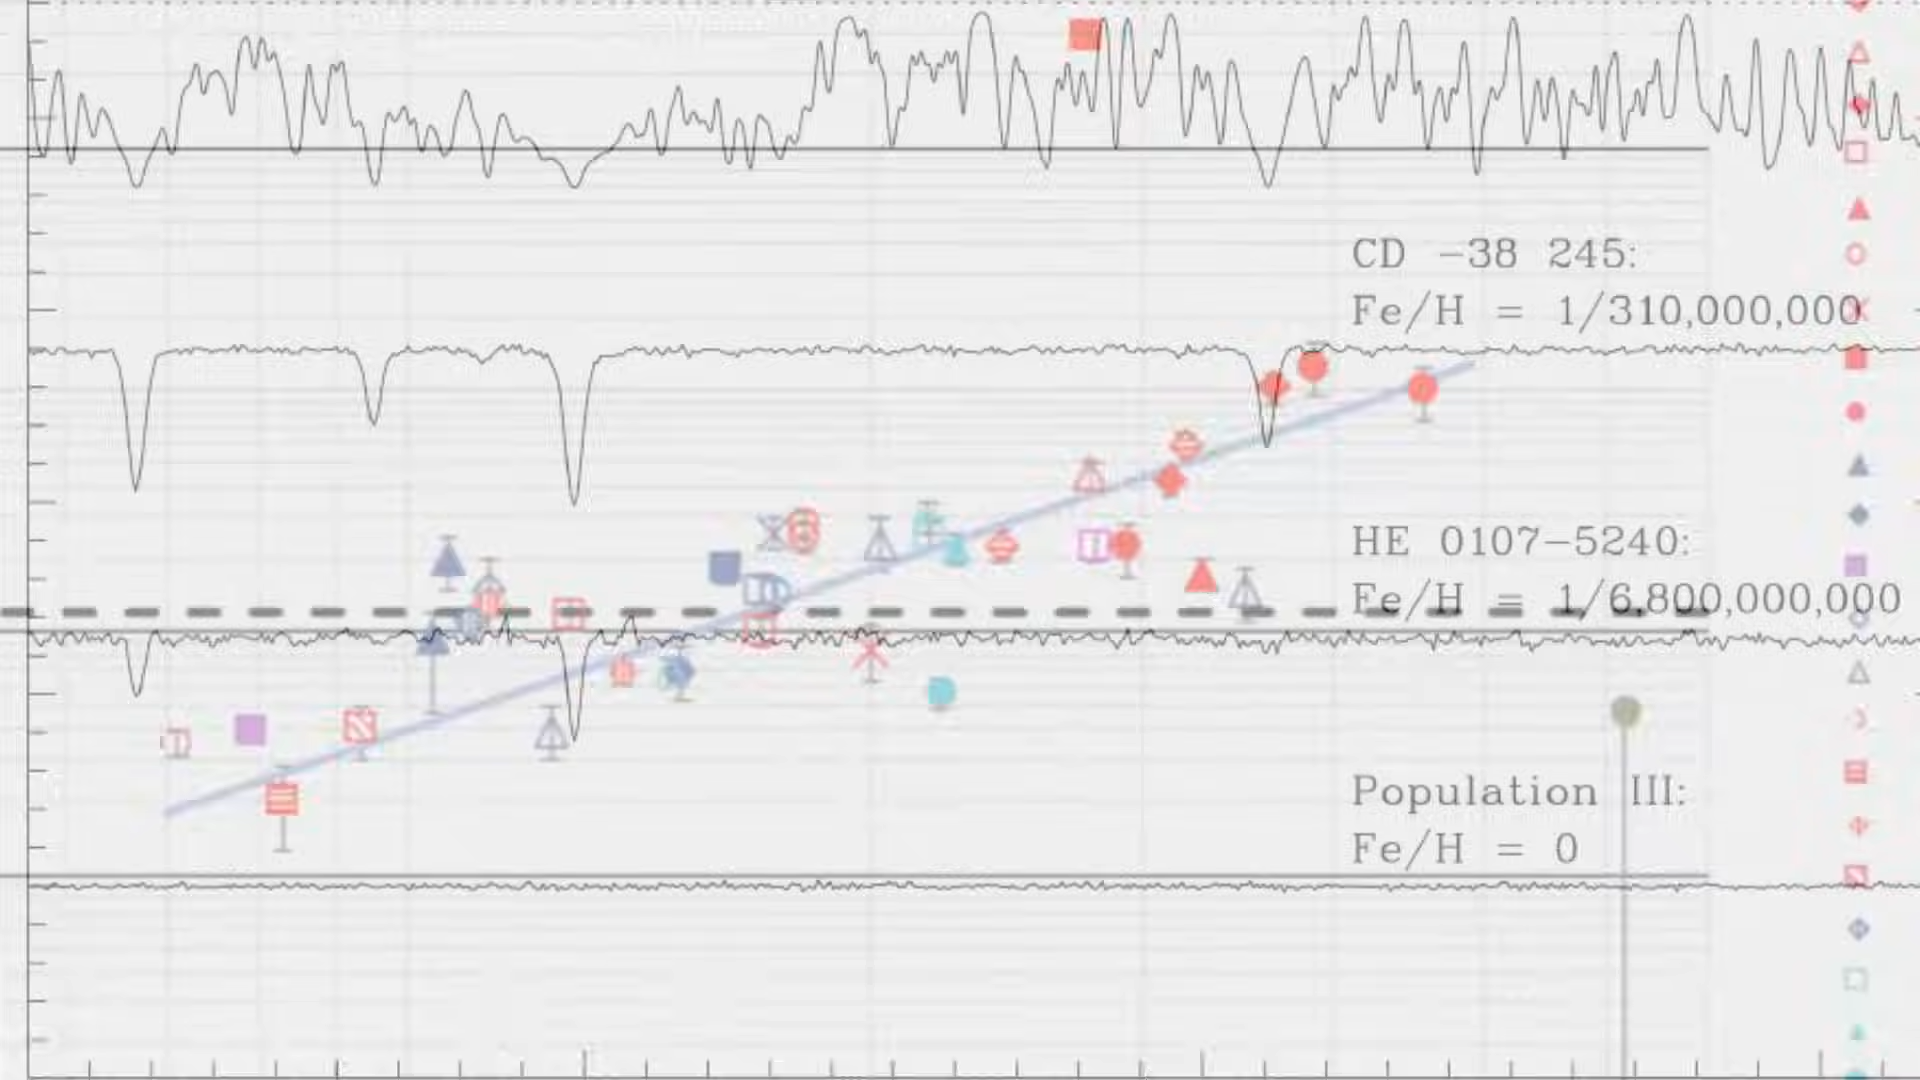 CD −38 245:
Fe/H = 1/310,000,000
HE 0107−5240:
Fe/H = 1/6,800,000,000
Population III:
Fe/H = 0